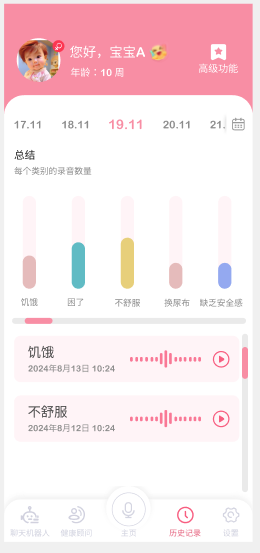 您好，宝宝A
年龄：10 周
高级功能
17.11 18.11 19.11 20.11 21.
总结
每个类别的录音数量
饥饿 困了 不舒服 换尿布 缺乏安全感
饥饿
2024年8月13日 10:24
不舒服
2024年8月12日 10:24
聊天机器人 健康顾问 主页 历史记录 设置